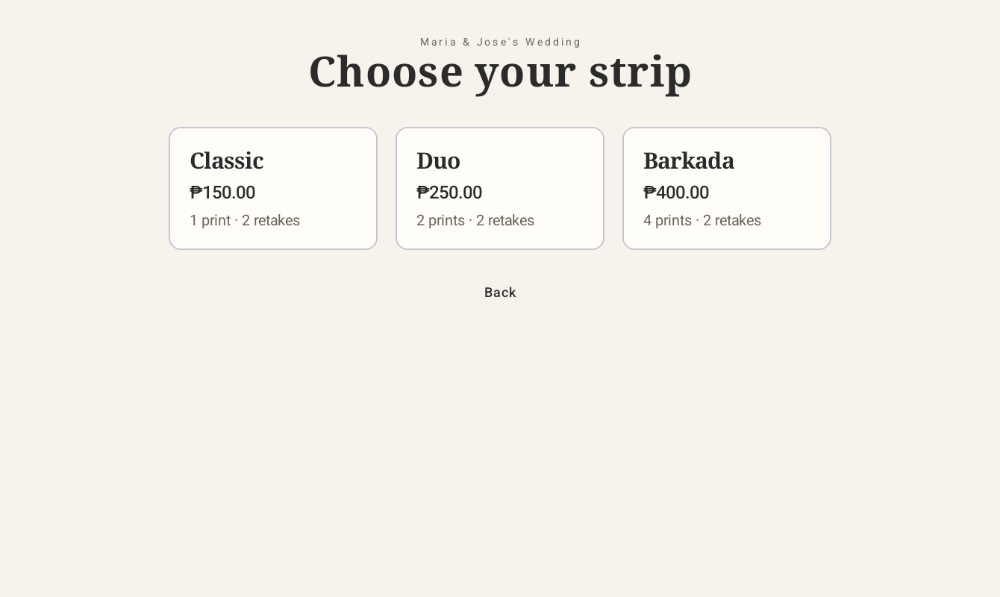 Maria & Jose's Wedding
Choose your strip
Classic
₱150.00
1 print · 2 retakes
Duo
₱250.00
2 prints · 2 retakes
Barkada
₱400.00
4 prints · 2 retakes
Back